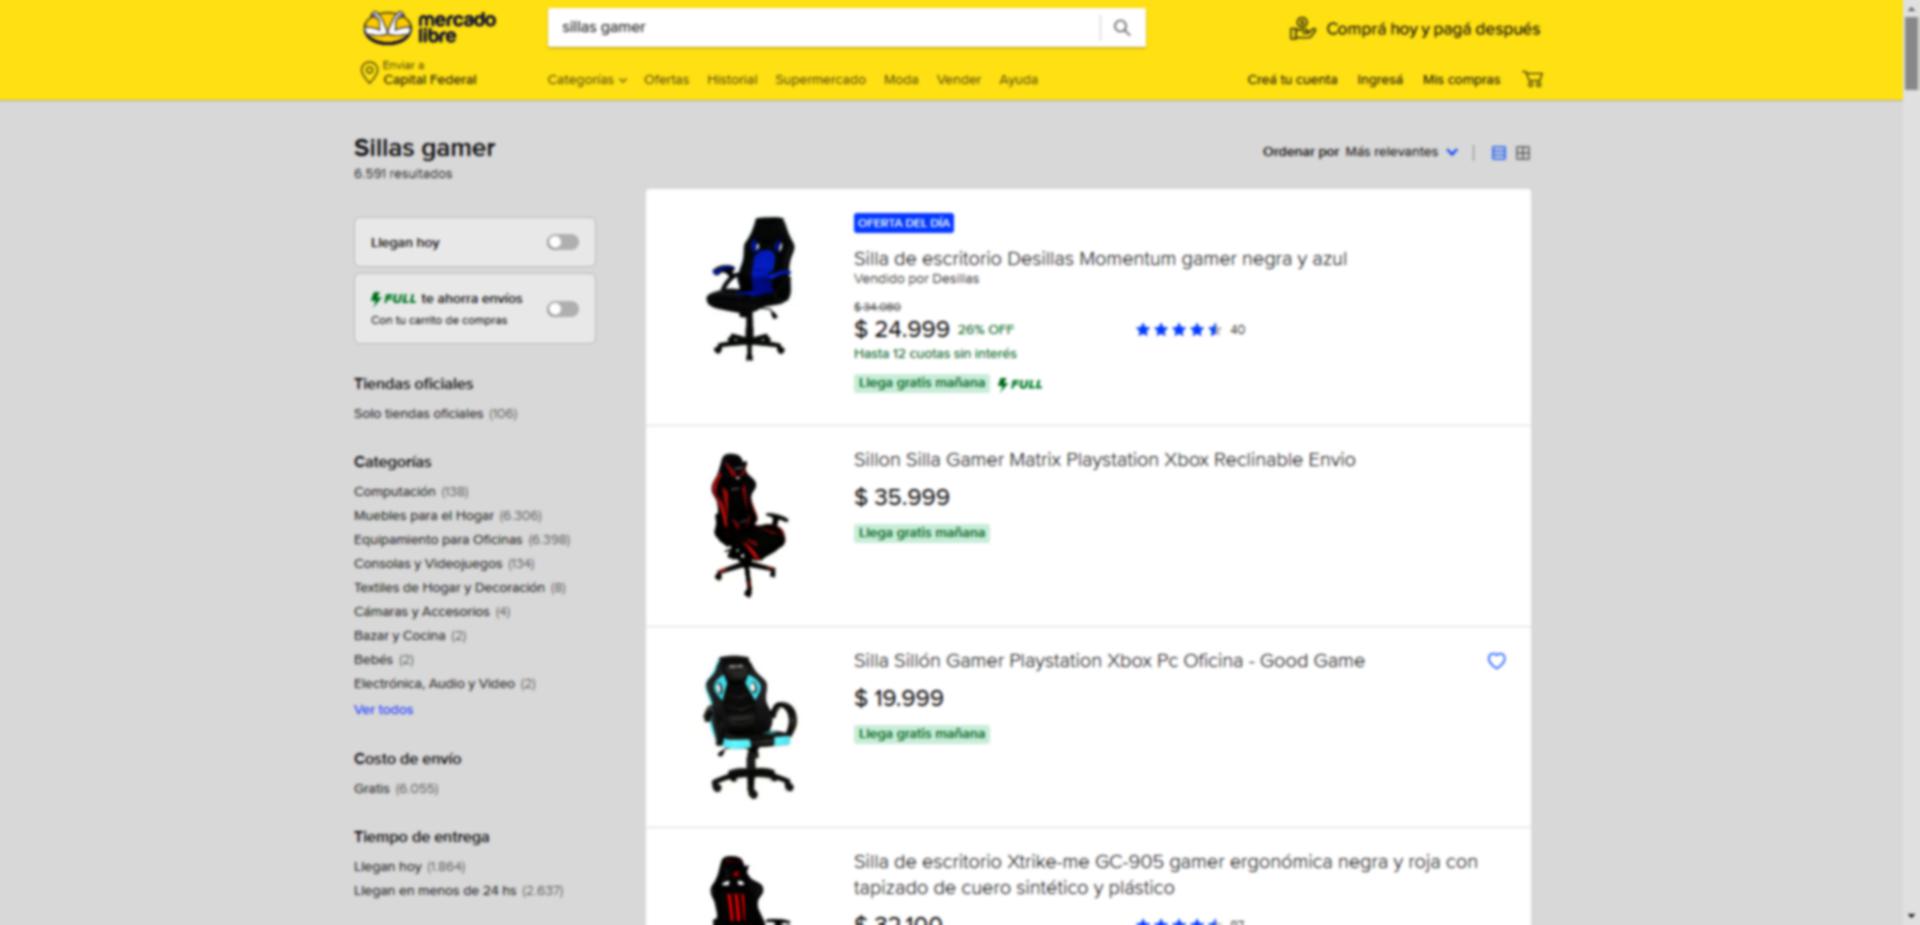 mercado
libre
sillas gamer
Comprá hoy y pagá después
Enviar a
Capital Federal
Categorías Ofertas Historial Supermercado Moda Vender Ayuda
Creá tu cuenta Ingresá Mis compras
Sillas gamer
6.591 resultados
Ordenar por Más relevantes
Llegan hoy
FULL te ahorra envíos
Con tu carrito de compras
Tiendas oficiales
Solo tiendas oficiales (106)
Categorías
Computación (138)
Muebles para el Hogar (6.306)
Equipamiento para Oficinas (6.398)
Consolas y Videojuegos (134)
Textiles de Hogar y Decoración (8)
Cámaras y Accesorios (4)
Bazar y Cocina (2)
Bebés (2)
Electrónica, Audio y Video (2)
Ver todos
Costo de envío
Gratis (6.055)
Tiempo de entrega
Llegan hoy (1.864)
Llegan en menos de 24 hs (2.637)
OFERTA DEL DÍA
Silla de escritorio Desillas Momentum gamer negra y azul
Vendido por Desillas
$ 34.080
$ 24.999 26% OFF
40
Hasta 12 cuotas sin interés
Llega gratis mañana FULL
Sillon Silla Gamer Matrix Playstation Xbox Reclinable Envio
$ 35.999
Llega gratis mañana
Silla Sillón Gamer Playstation Xbox Pc Oficina - Good Game
$ 19.999
Llega gratis mañana
Silla de escritorio Xtrike-me GC-905 gamer ergonómica negra y roja con
tapizado de cuero sintético y plástico
$ 32.100